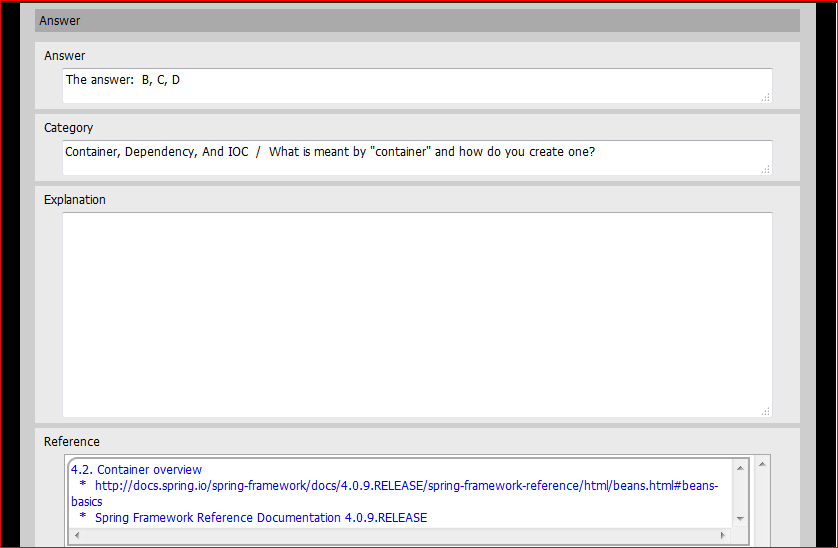 Answer
Answer
The answer:  B, C, D
Category
Container, Dependency, And IOC  /  What is meant by "container" and how do you create one?
Explanation
Reference
4.2. Container overview
*  http://docs.spring.io/spring-framework/docs/4.0.9.RELEASE/spring-framework-reference/html/beans.html#beans-
basics
*  Spring Framework Reference Documentation 4.0.9.RELEASE